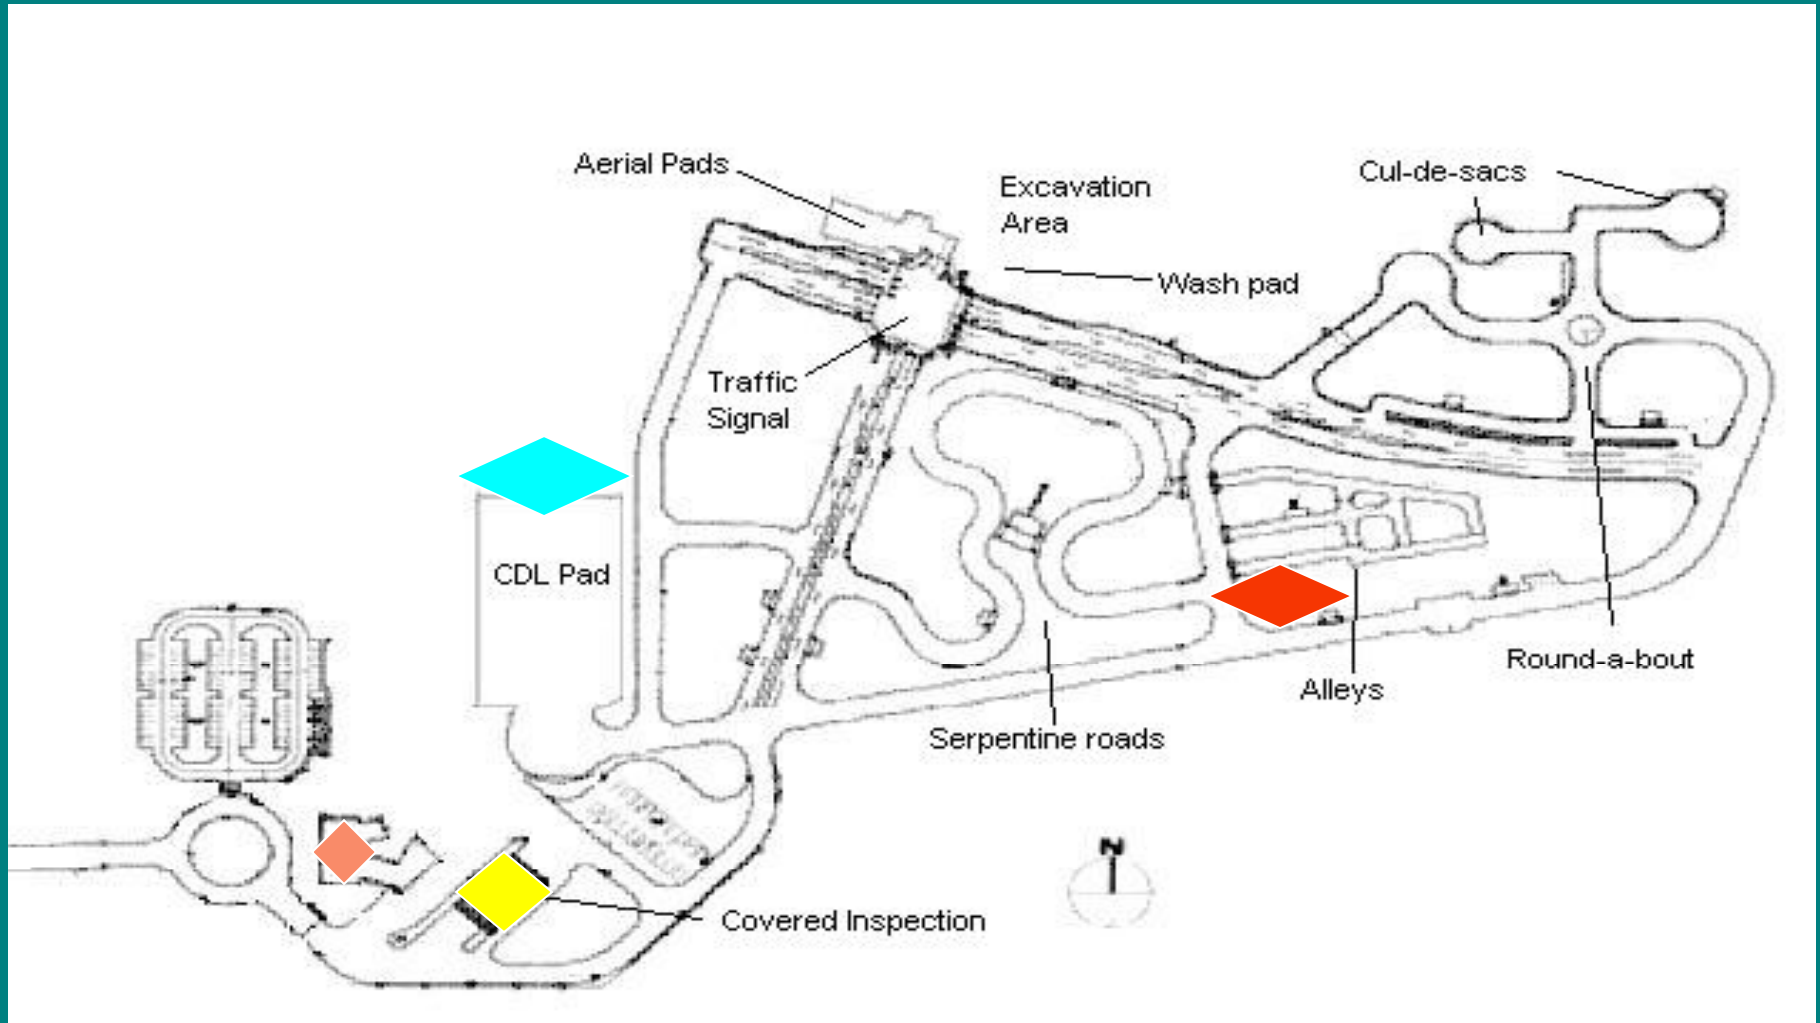 Aerial Pads
Excavation
Area
Cul-de-sacs
Wash pad
Traffic
Signal
CDL Pad
Round-a-bout
Alleys
Serpentine roads
N
Covered Inspection